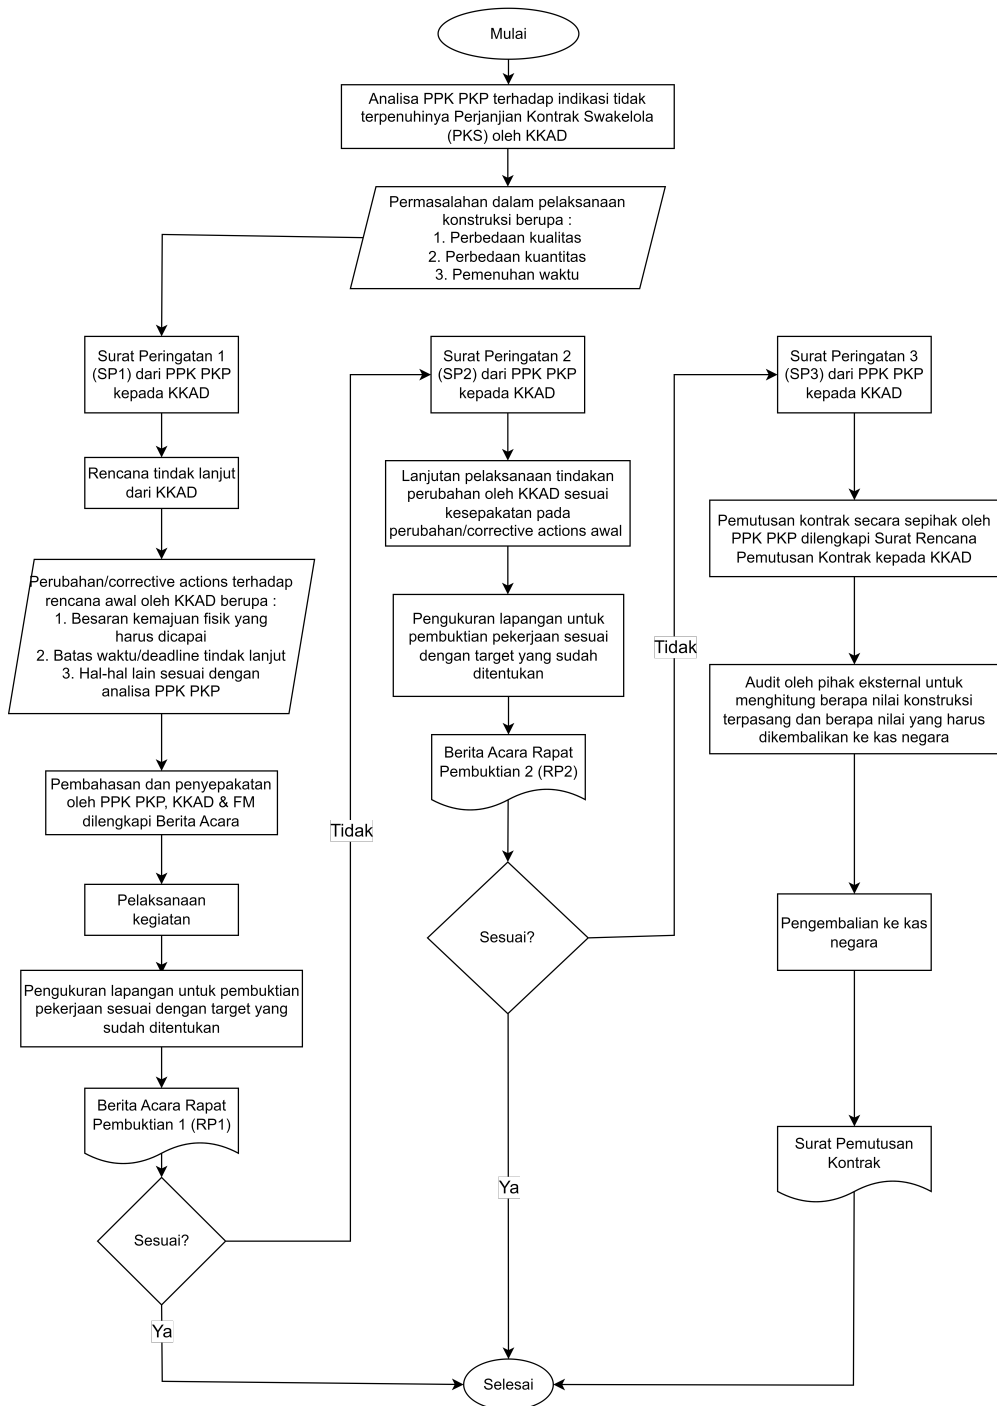 Mulai
Analisa PPK PKP terhadap indikasi tidak
terpenuhinya Perjanjian Kontrak Swakelola
(PKS) oleh KKAD
Permasalahan dalam pelaksanaan
konstruksi berupa :
1. Perbedaan kualitas
2. Perbedaan kuantitas
3. Pemenuhan waktu
Surat Peringatan 1
(SP1) dari PPK PKP
kepada KKAD
Rencana tindak lanjut
dari KKAD
Perubahan/corrective actions terhadap
rencana awal oleh KKAD berupa :
1. Besaran kemajuan fisik yang
harus dicapai
2. Batas waktu/deadline tindak lanjut
3. Hal-hal lain sesuai dengan
analisa PPK PKP
Pembahasan dan penyepakatan
oleh PPK PKP, KKAD & FM
dilengkapi Berita Acara
Pelaksanaan
kegiatan
Pengukuran lapangan untuk pembuktian
pekerjaan sesuai dengan target yang
sudah ditentukan
Berita Acara Rapat
Pembuktian 1 (RP1)
Sesuai?
Ya
Tidak
Surat Peringatan 2
(SP2) dari PPK PKP
kepada KKAD
Lanjutan pelaksanaan tindakan
perubahan oleh KKAD sesuai
kesepakatan pada
perubahan/corrective actions awal
Pengukuran lapangan untuk
pembuktian pekerjaan sesuai
dengan target yang sudah
ditentukan
Berita Acara Rapat
Pembuktian 2 (RP2)
Sesuai?
Ya
Tidak
Surat Peringatan 3
(SP3) dari PPK PKP
kepada KKAD
Pemutusan kontrak secara sepihak oleh
PPK PKP dilengkapi Surat Rencana
Pemutusan Kontrak kepada KKAD
Audit oleh pihak eksternal untuk
menghitung berapa nilai konstruksi
terpasang dan berapa nilai yang harus
dikembalikan ke kas negara
Pengembalian ke kas
negara
Surat Pemutusan
Kontrak
Selesai